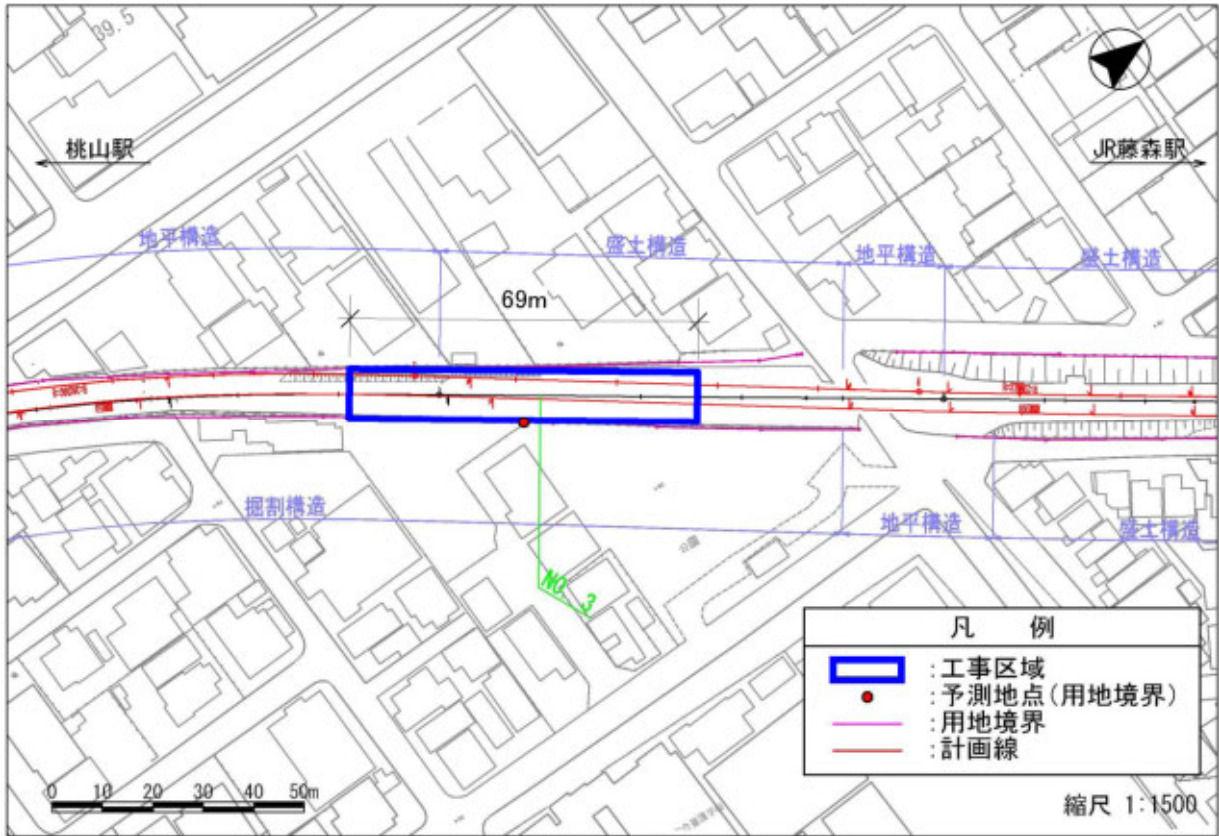 39.5
桃山駅
JR藤森駅
地平構造
盛土構造
地平構造
盛土構造
69m
掘割構造
地平構造
盛土構造
公園
NO. 3
凡 例
:工事区域
:予測地点(用地境界)
:用地境界
:計画線
0 10 20 30 40 50m
縮尺 1:1500